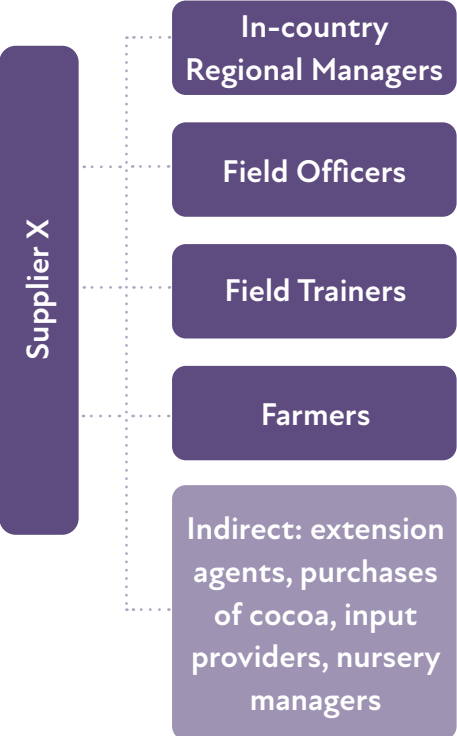 Supplier X
In-country
Regional Managers
Field Officers
Field Trainers
Farmers
Indirect: extension
agents, purchases
of cocoa, input
providers, nursery
managers